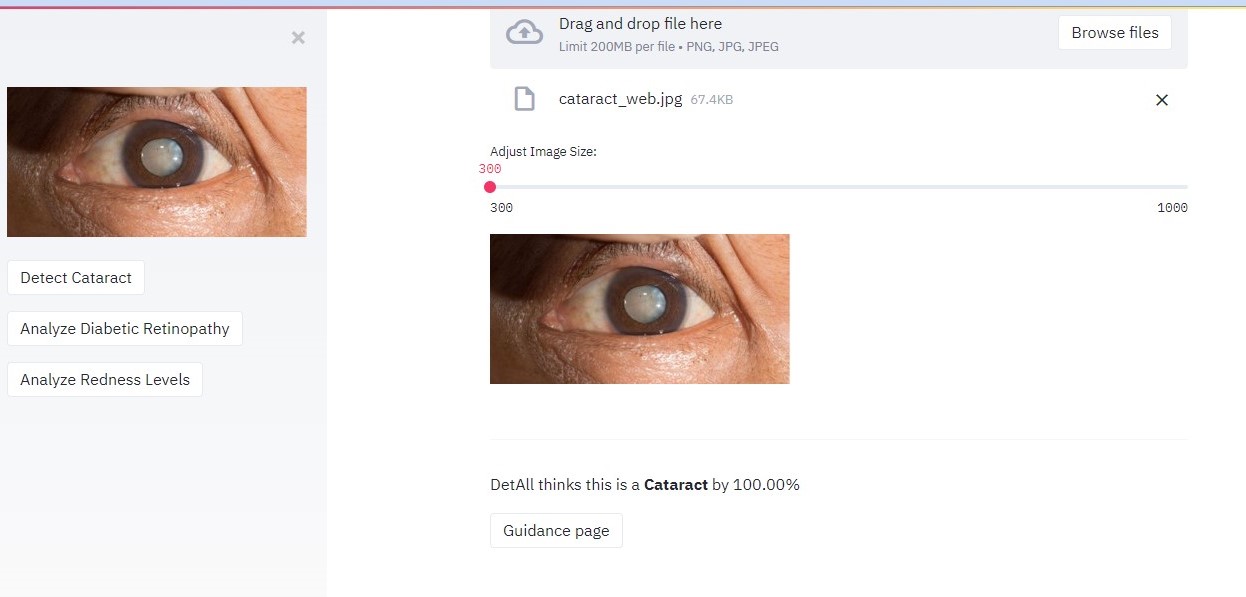 Detect Cataract
Analyze Diabetic Retinopathy
Analyze Redness Levels
Drag and drop file here
Limit 200MB per file • PNG, JPG, JPEG
Browse files
cataract_web.jpg 67.4KB
Adjust Image Size:
300
300
1000
DetAll thinks this is a Cataract by 100.00%
Guidance page